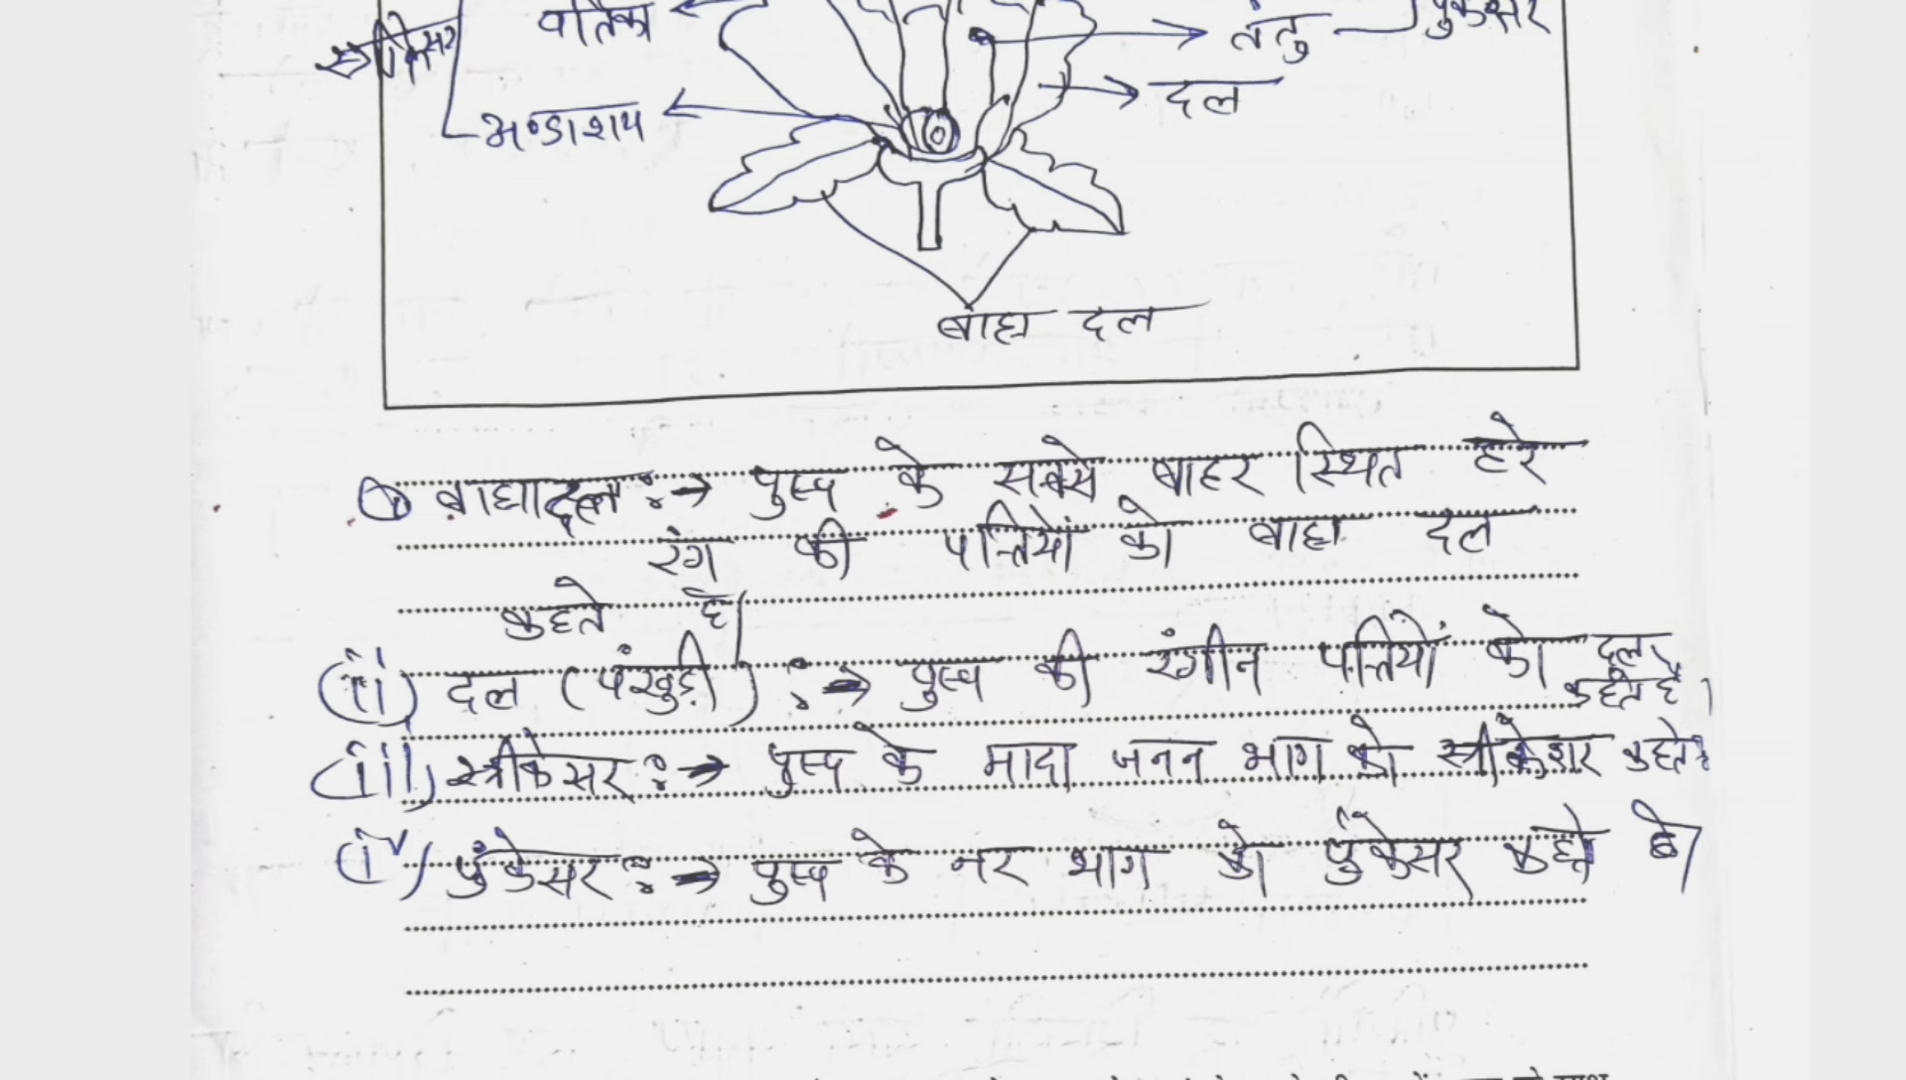 स्त्रीकेसर
वर्तिका
तंतु
पुंकेसर
दल
अण्डाशय
बाह्य दल
बाह्यदल :→ पुष्प के सबसे बाहर स्थित हरे
रंग की पत्तियों को बाह्य दल
कहते है।
(ii) दल (पंखुड़ी) :→ पुष्प की रंगीन पत्तियों को दल
कहते है।
(iii) स्त्रीकेसर :→ पुष्प के मादा जनन भाग को स्त्रीकेशर कहते
(iv) पुंकेसर :→ पुष्प के नर भाग को पुंकेसर कहते है।